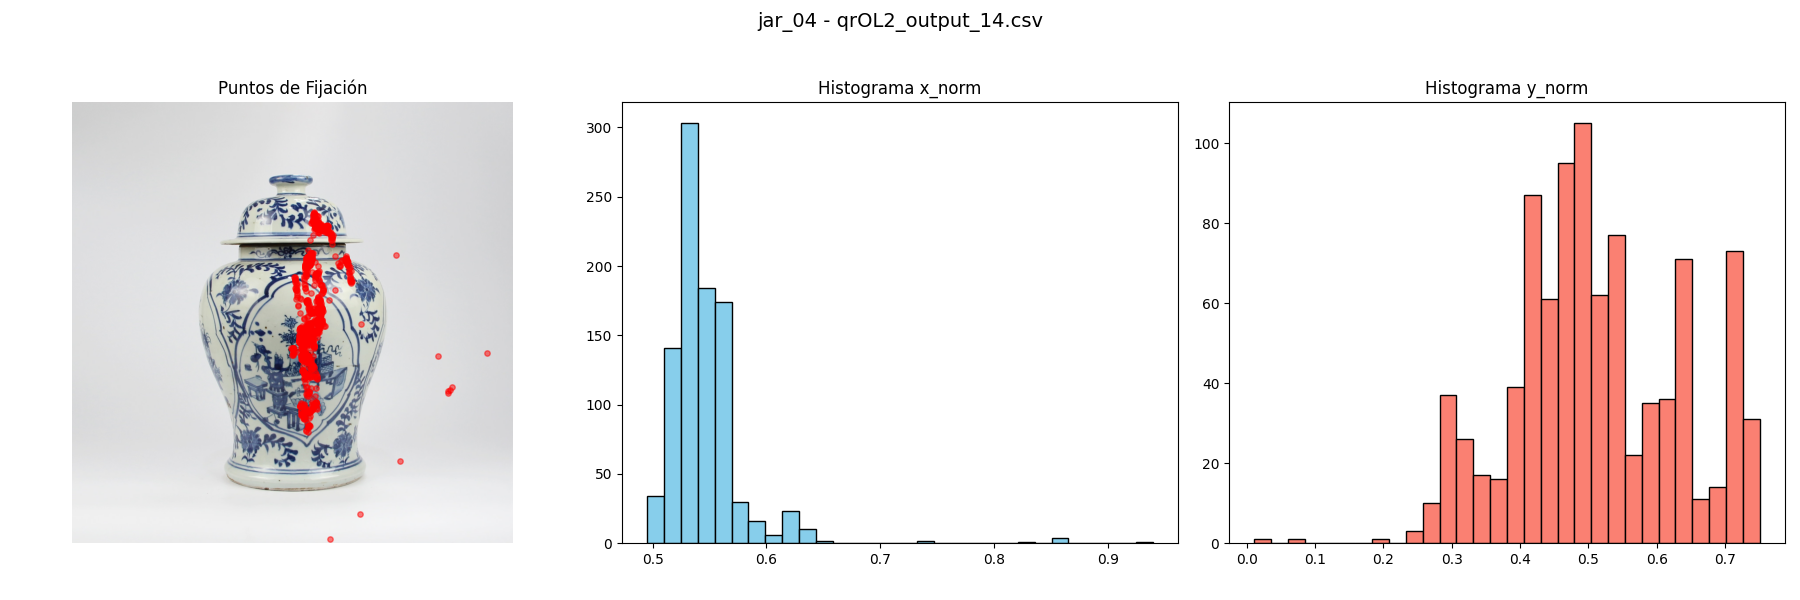 jar_04 - qrOL2_output_14.csv
Puntos de Fijación
Histograma x_norm
300
250
200
150
100
50
0
0.5 0.6 0.7 0.8 0.9
Histograma y_norm
100
80
60
40
20
0
0.0 0.1 0.2 0.3 0.4 0.5 0.6 0.7